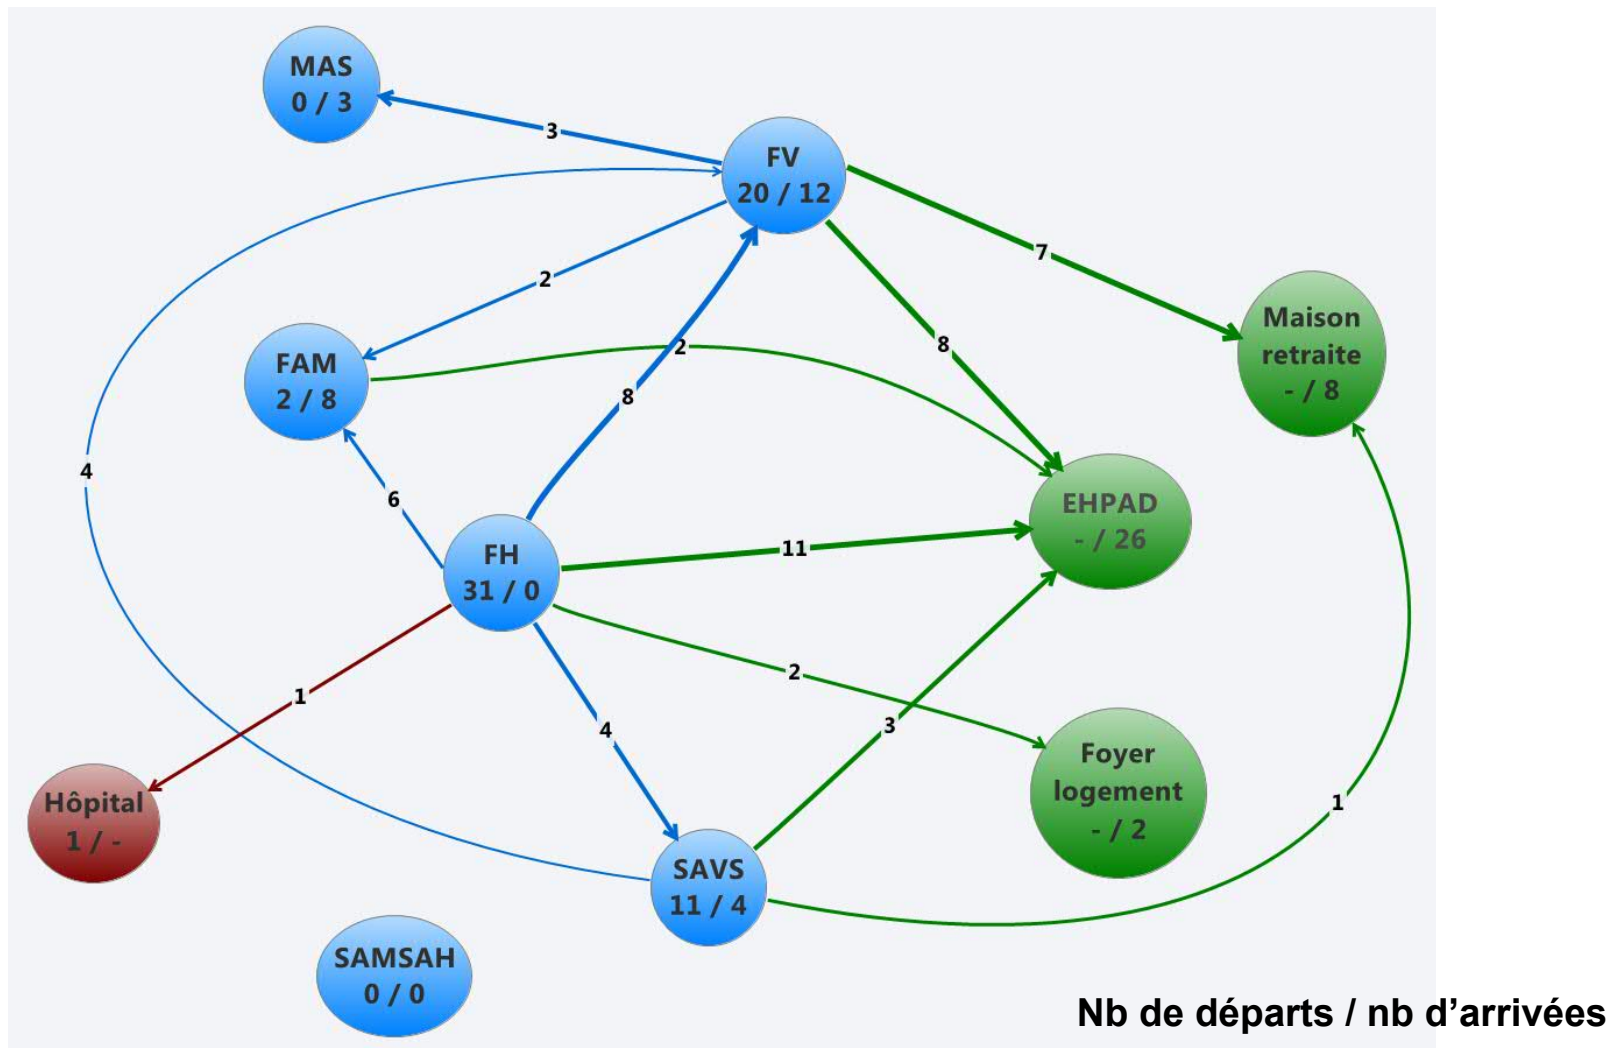 MAS
0 / 3
3
FV
20 / 12
7
2
8
Maison
retraite
- / 8
2
FAM
2 / 8
8
4
6
EHPAD
- / 26
11
FH
31 / 0
2
1
4
3
Foyer
logement
- / 2
1
Hôpital
1 / -
SAVS
11 / 4
SAMSAH
0 / 0
Nb de départs / nb d’arrivées